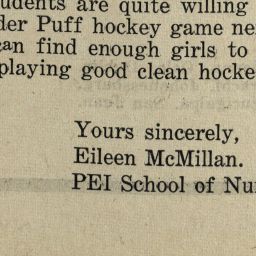 udents are quite willing
der Puff hockey game ne
can find enough girls to
playing good clean hocke
Yours sincerely,
Eileen McMillan.
PEI School of Nu